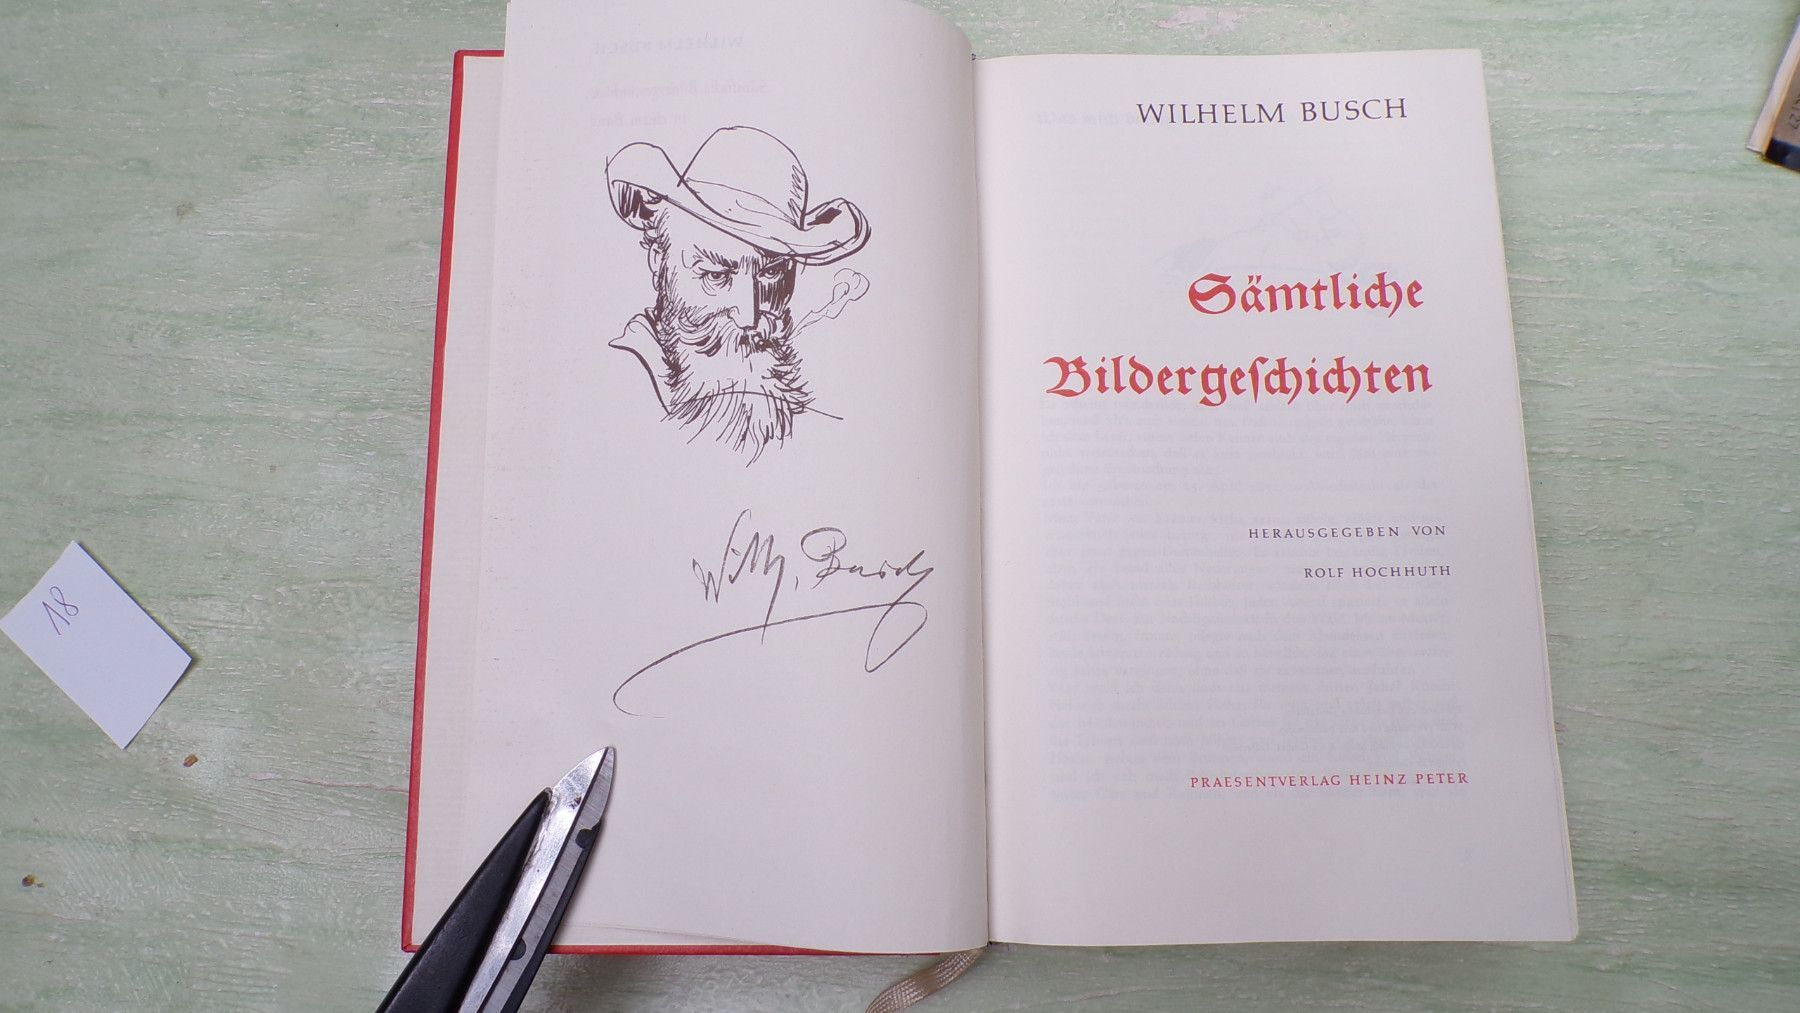 18
Wilh. Busch
WILHELM BUSCH
Sämtliche
Bildergeſchichten
HERAUSGEGEBEN VON
ROLF HOCHHUTH
PRAESENTVERLAG HEINZ PETER